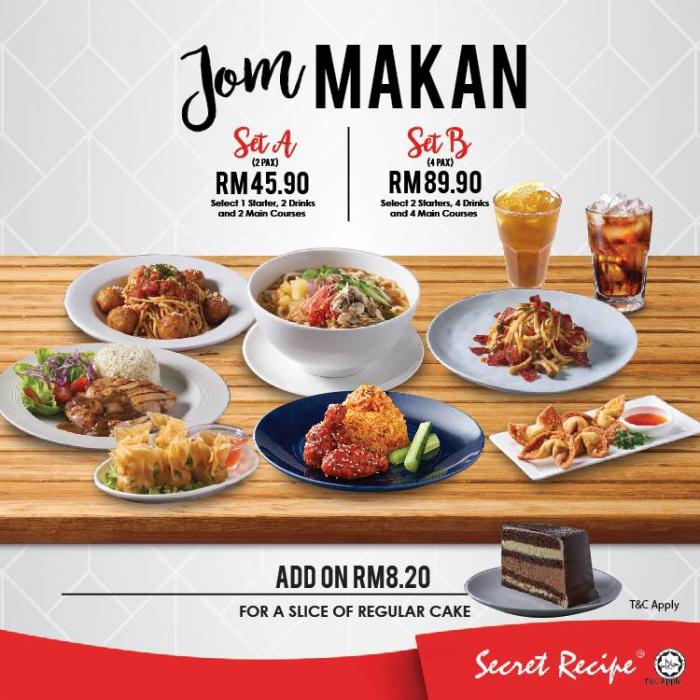 Jom MAKAN
Set A
(2 PAX)
RM45.90
Select 1 Starter, 2 Drinks
and 2 Main Courses
Set B
(4 PAX)
RM89.90
Select 2 Starters, 4 Drinks
and 4 Main Courses
ADD ON RM8.20
FOR A SLICE OF REGULAR CAKE
T&C Apply
Secret Recipe®
T&C Apply